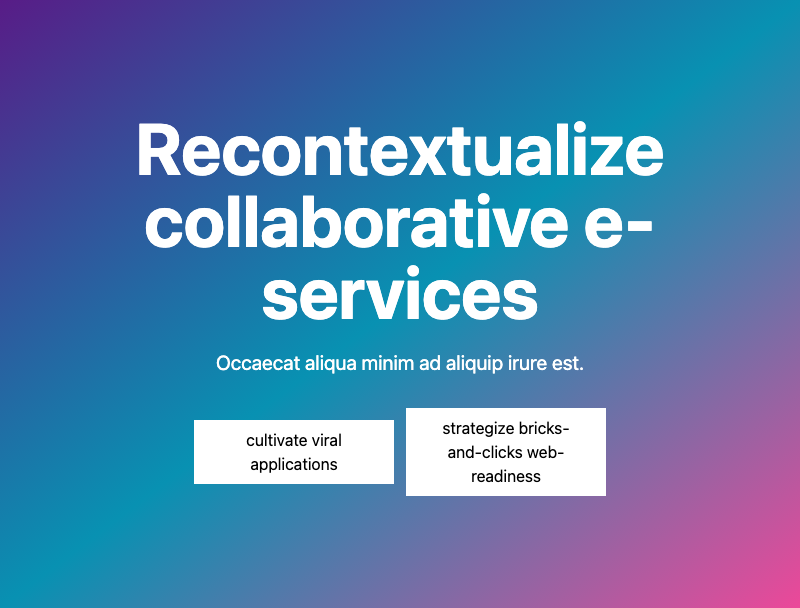 Recontextualize
collaborative e-
services
Occaecat aliqua minim ad aliquip irure est.
cultivate viral
applications
strategize bricks-
and-clicks web-
readiness